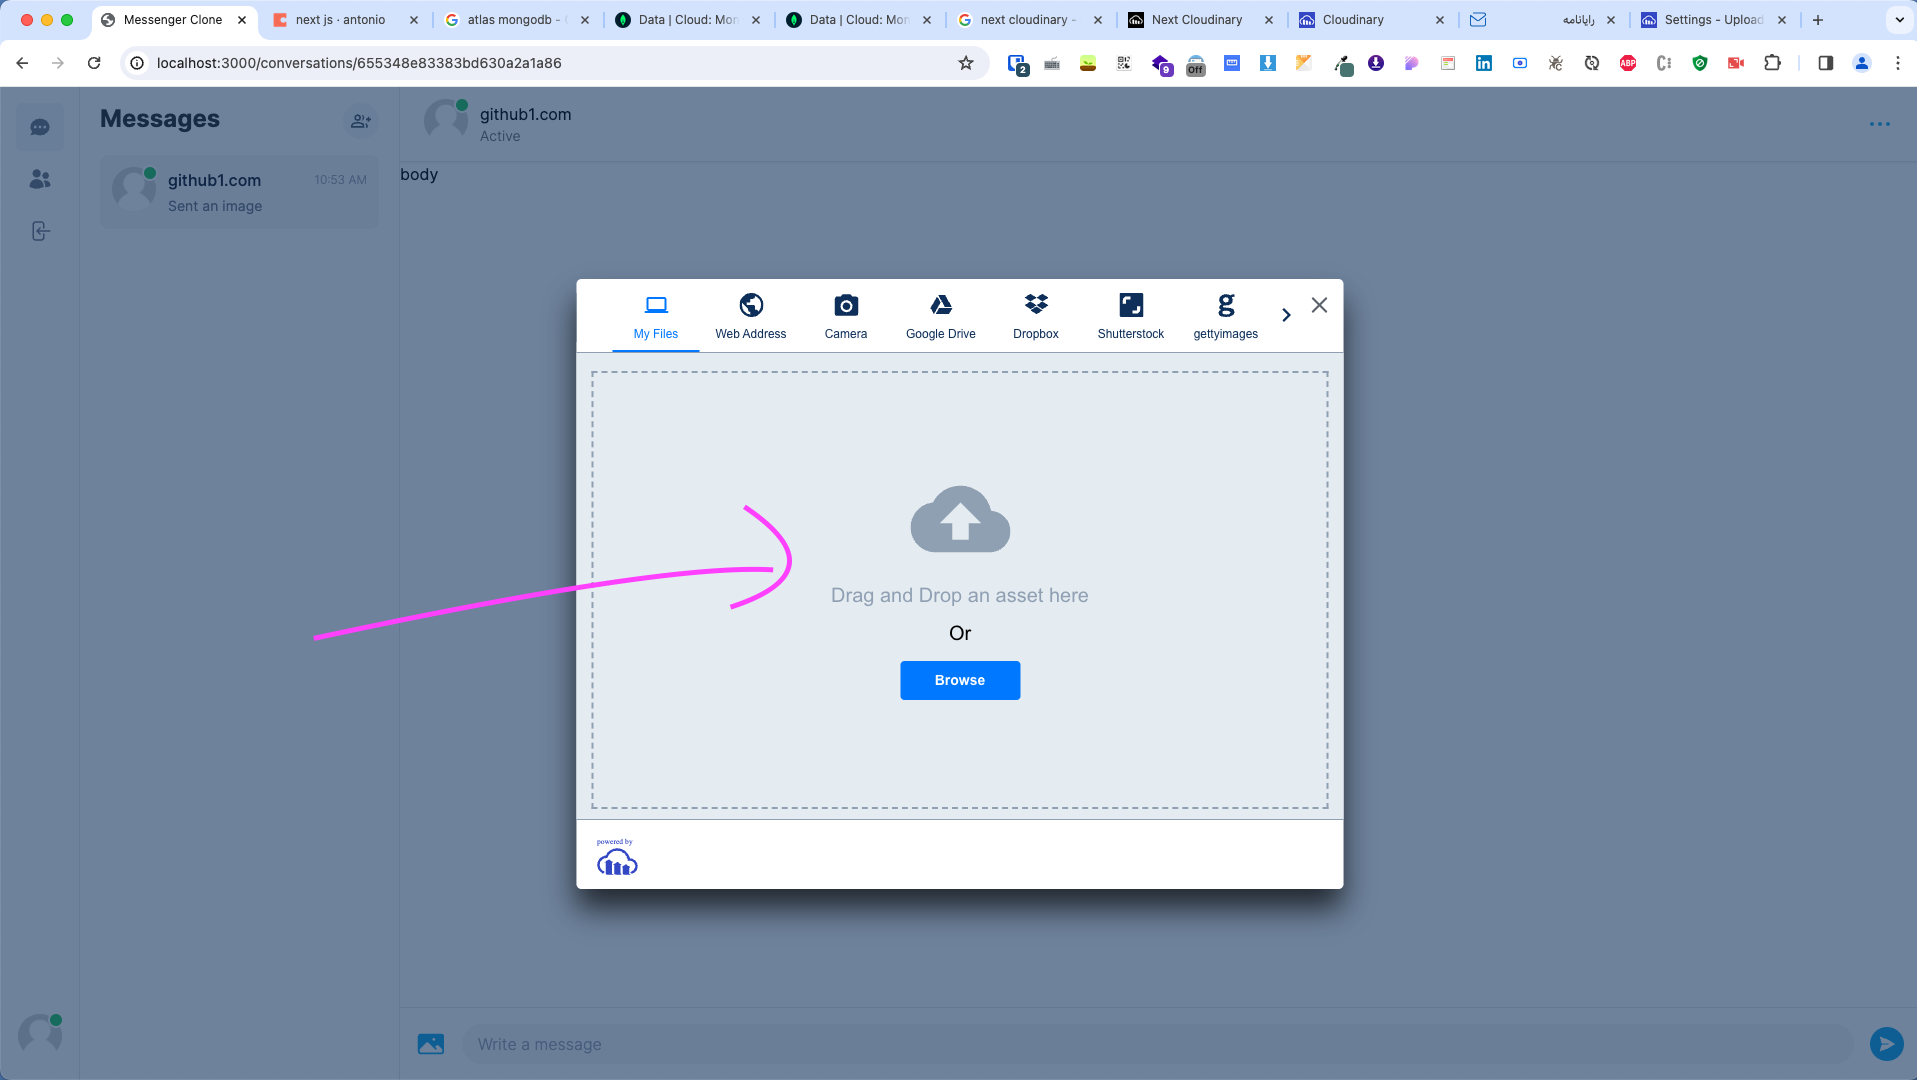 Messenger Clone
next js · antonio
atlas mongodb -
Data | Cloud: Mon
Data | Cloud: Mon
next cloudinary -
Next Cloudinary
Cloudinary
رایانامه
Settings - Upload
localhost:3000/conversations/655348e83383bd630a2a1a86
2
9
Off
ABP
Messages
github1.com
10:53 AM
Sent an image
github1.com
Active
body
My Files
Web Address
Camera
Google Drive
Dropbox
Shutterstock
gettyimages
Drag and Drop an asset here
Or
Browse
powered by
Write a message